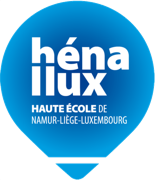 héna
llux
HAUTE ÉCOLE DE
NAMUR-LIÈGE-LUXEMBOURG